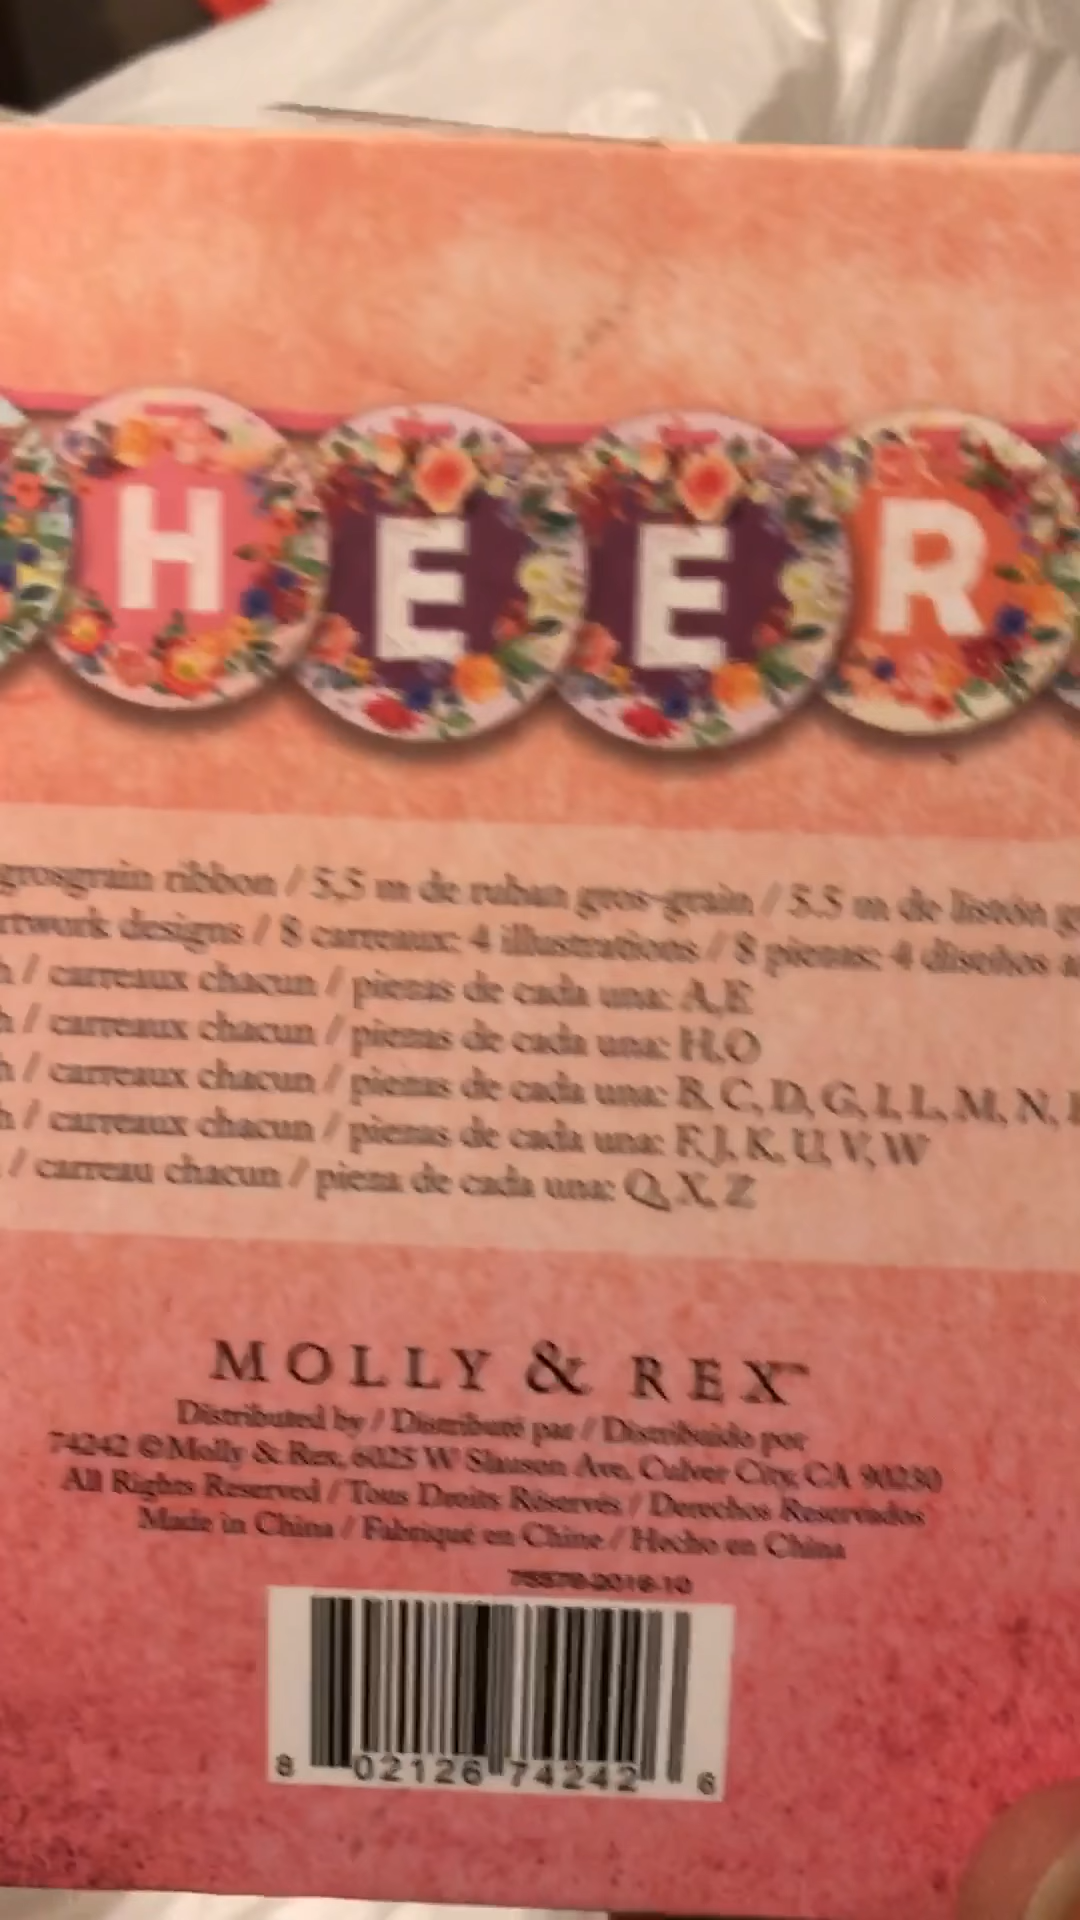 H E E R
grosgrain ribbon / 5,5 m de ruban gros-grain / 5.5 m de listón
artwork designs / 8 carreaux: 4 illustrations / 8 piezas: 4 diseños
/ carreaux chacun / piezas de cada una: A,E
/ carreaux chacun / piezas de cada una: H,O
/ carreaux chacun / piezas de cada una: B, C, D, G, I, L, M, N,
/ carreaux chacun / piezas de cada una: F, J, K, U, V, W
/ carreau chacun / pieza de cada una: Q, X, Z
MOLLY & REX™
Distributed by / Distribué par / Distribuido por
74242 ©Molly & Rex, 6025 W Slauson Ave, Culver City, CA 90230
All Rights Reserved / Tous Droits Réservés / Derechos Reservados
Made in China / Fabriqué en Chine / Hecho en China
8 02126 74242 6